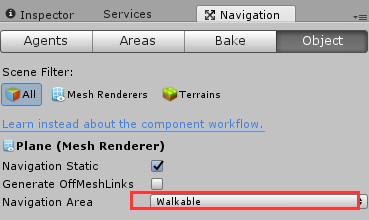 Inspector Services Navigation
Agents Areas Bake Object
Scene Filter:
All Mesh Renderers Terrains
Learn instead about the component workflow.
Plane (Mesh Renderer)
Navigation Static
Generate OffMeshLinks
Navigation Area Walkable